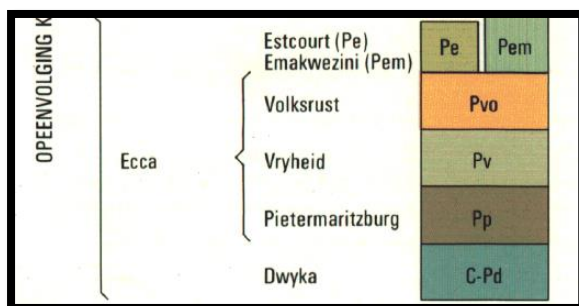 OPEENVOLGING K
Estcourt (Pe)
Emakwezini (Pem)
Pe
Pem
Volksrust
Pvo
Ecca
Vryheid
Pv
Pietermaritzburg
Pp
Dwyka
C-Pd